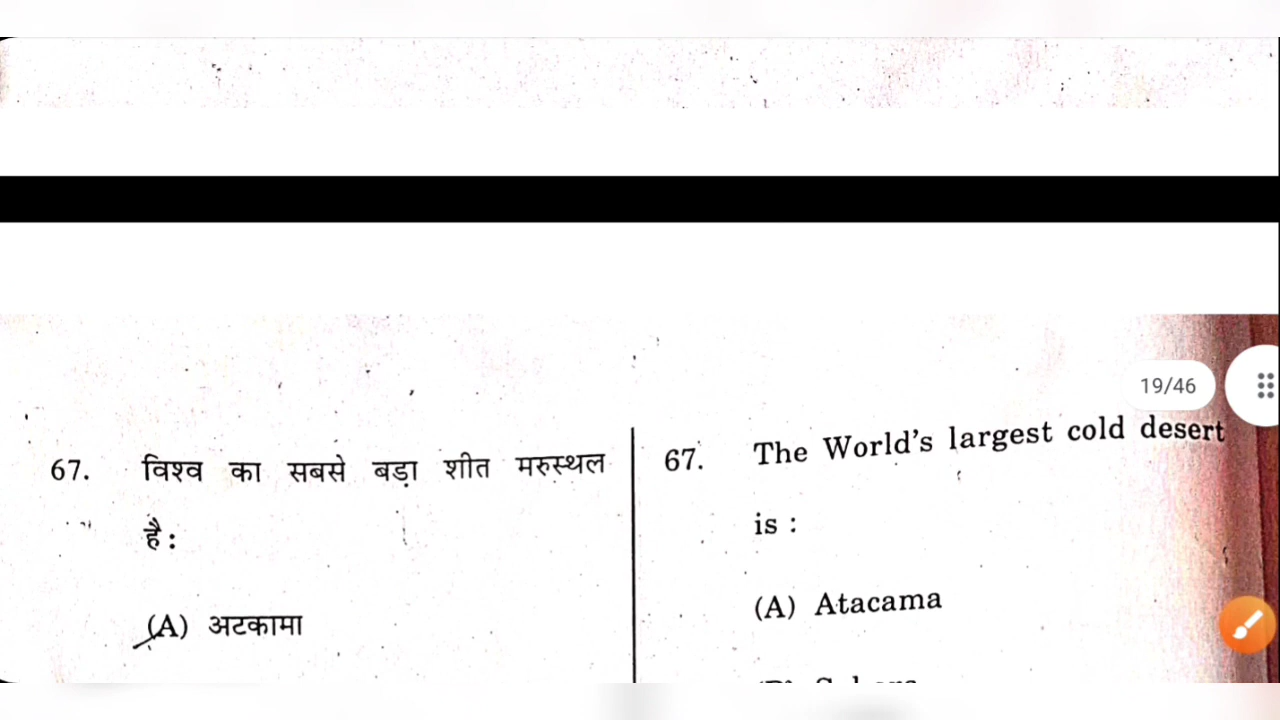 19/46
67. विश्व का सबसे बड़ा शीत मरुस्थल
है :
(A) अटकामा
67. The World's largest cold desert
is :
(A) Atacama